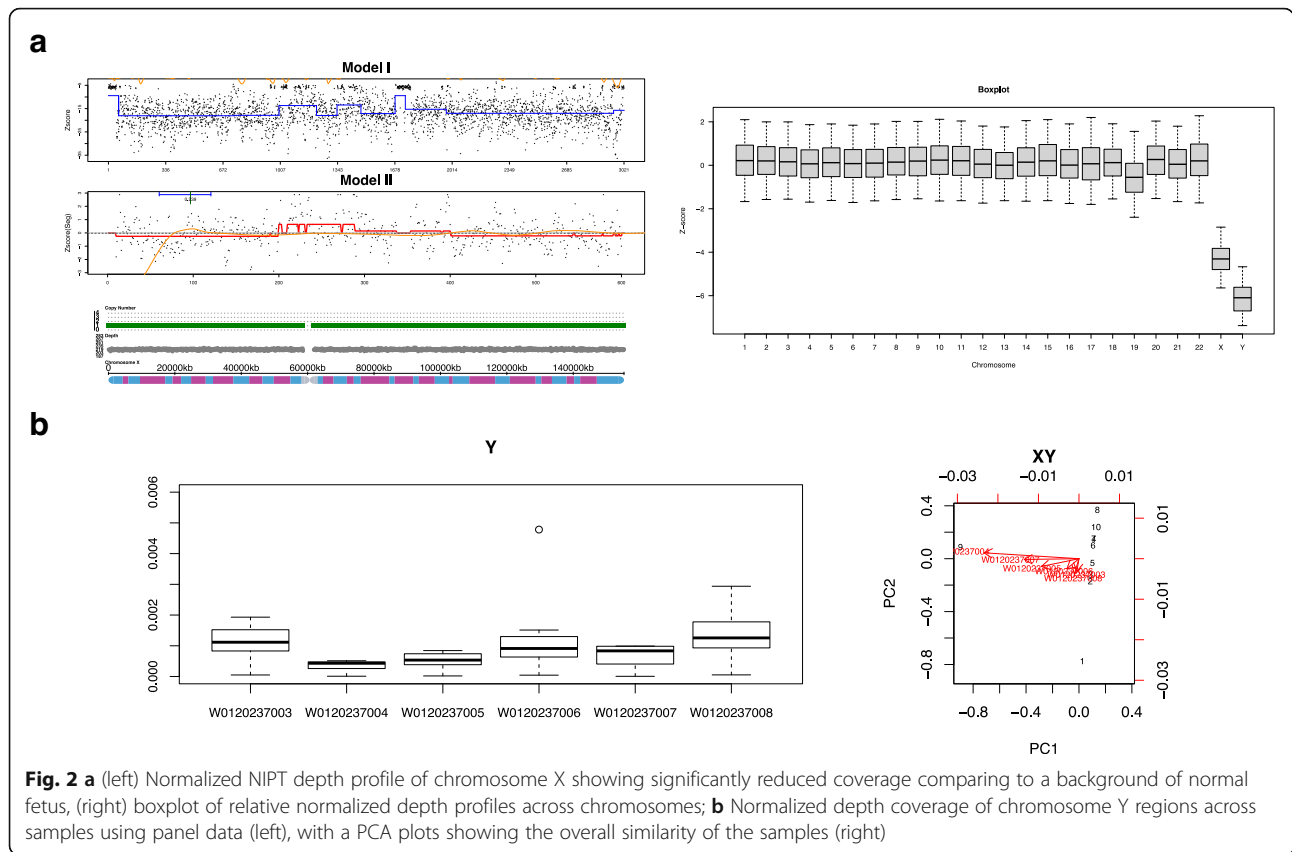 a
Model I
Zscore
1 336 672 1007 1343 1678 2014 2349 2685 3021
Model II
Zscore(Seg)
0 100 200 300 400 500 600
Copy Number
Depth
Chromosome X
0 20000kb 40000kb 60000kb 80000kb 100000kb 120000kb 140000kb
Boxplot
Z-score
2
0
−2
−4
−6
1 2 3 4 5 6 7 8 9 10 11 12 13 14 15 16 17 18 19 20 21 22 X Y
Chromosome
b
Y
0.006
0.004
0.002
0.000
W0120237003 W0120237004 W0120237005 W0120237006 W0120237007 W0120237008
XY
−0.03 −0.01 0.01
PC2
0.4
0.0
−0.4
−0.8
0.01
−0.01
−0.03
8
10
6
9
5
2
1
−0.8 −0.4 0.0 0.4
PC1
Fig. 2 a (left) Normalized NIPT depth profile of chromosome X showing significantly reduced coverage comparing to a background of normal
fetus, (right) boxplot of relative normalized depth profiles across chromosomes; b Normalized depth coverage of chromosome Y regions across
samples using panel data (left), with a PCA plots showing the overall similarity of the samples (right)